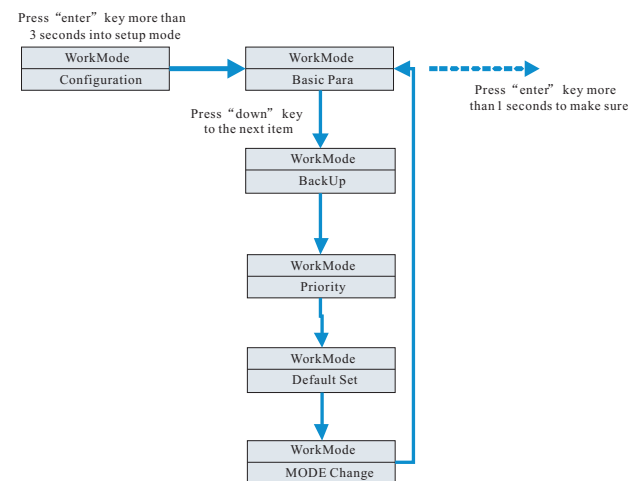 Press “enter” key more than
3 seconds into setup mode
WorkMode
Configuration
WorkMode
Basic Para
Press “enter” key more
than1 seconds to make sure
Press “down” key
to the next item
WorkMode
BackUp
WorkMode
Priority
WorkMode
Default Set
WorkMode
MODE Change